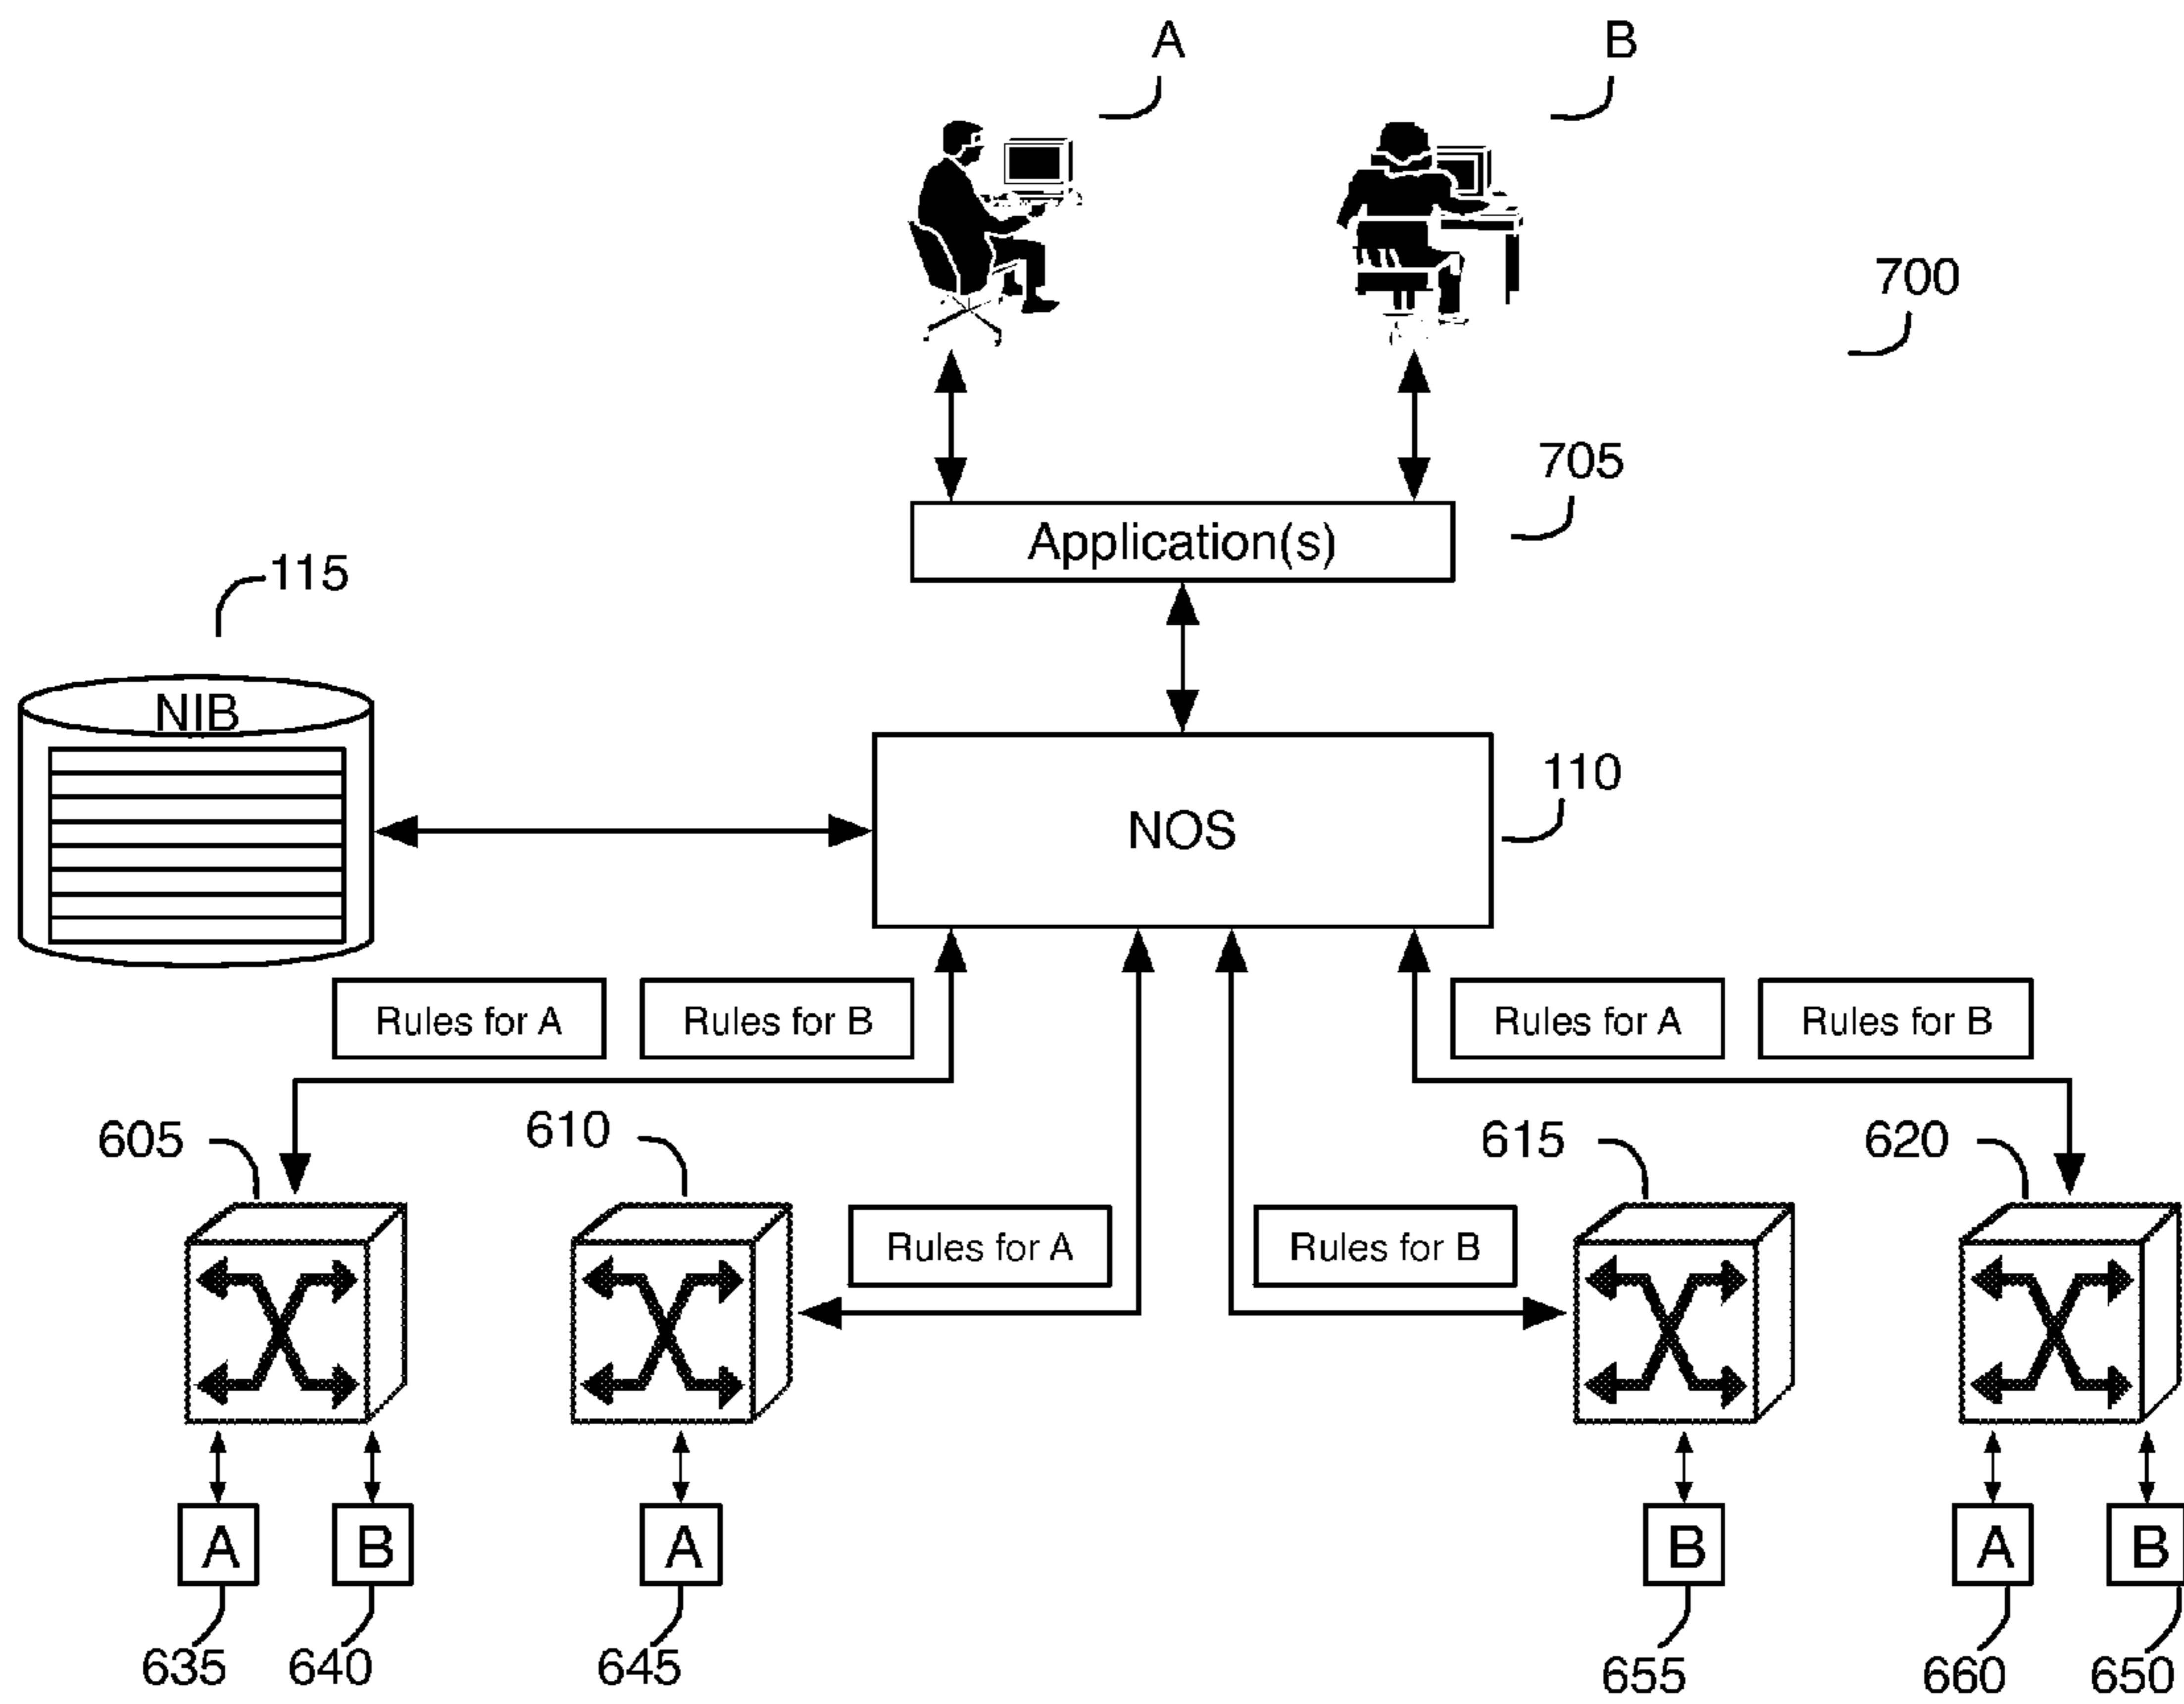 A
B
700
705
Application(s)
115
NIB
110
NOS
Rules for A
Rules for B
Rules for A
Rules for B
605
610
615
620
Rules for A
Rules for B
A
B
A
B
A
B
635
640
645
655
660
650